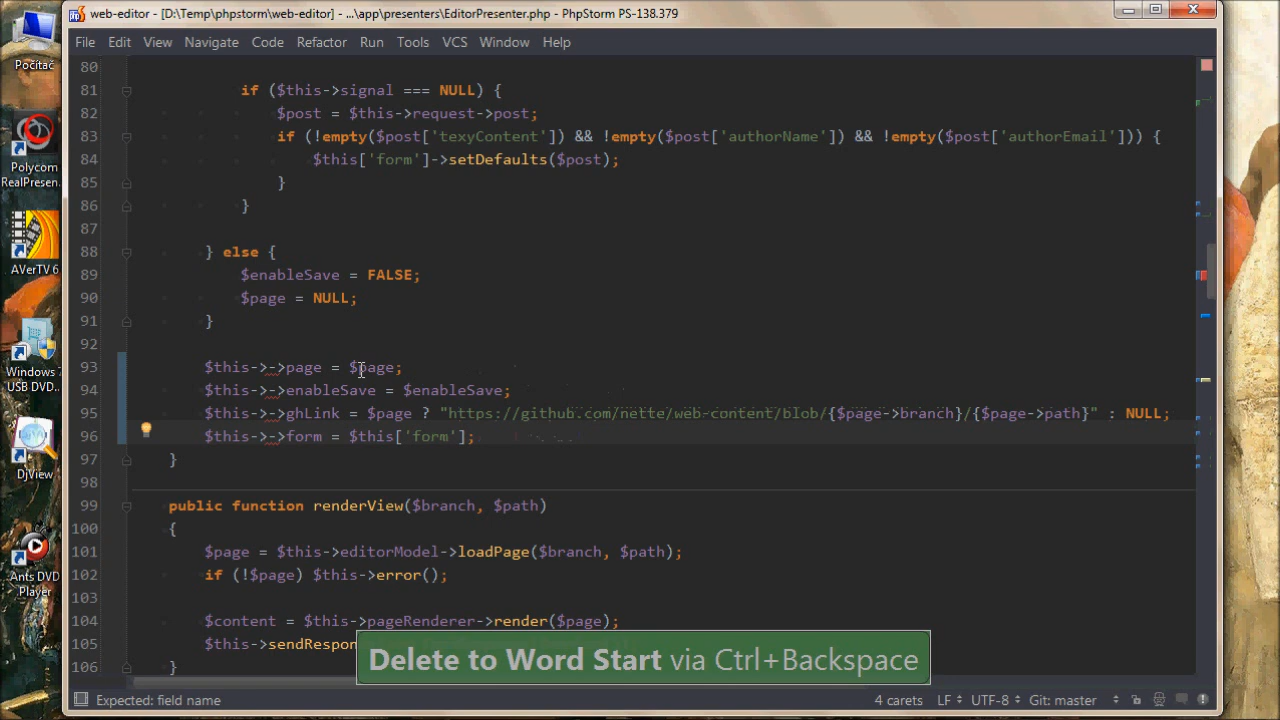 web-editor - [D:\Temp\phpstorm\web-editor] - ...\app\presenters\EditorPresenter.php - PhpStorm PS-138.379
File Edit View Navigate Code Refactor Run Tools VCS Window Help
Počítač
Polycom
RealPresen...
AVerTV 6
Windows 7
USB DVD...
DjView
Ants DVD
Player
80
81 if ($this->signal === NULL) {
82 $post = $this->request->post;
83 if (!empty($post['texyContent']) && !empty($post['authorName']) && !empty($post['authorEmail'])) {
84 $this['form']->setDefaults($post);
85 }
86 }
87
88 } else {
89 $enableSave = FALSE;
90 $page = NULL;
91 }
92
93 $this->->page = $page;
94 $this->->enableSave = $enableSave;
95 $this->->ghLink = $page ? "https://github.com/nette/web-content/blob/{$page->branch}/{$page->path}" : NULL;
96 $this->->form = $this['form'];
97 }
98
99 public function renderView($branch, $path)
100 {
101 $page = $this->editorModel->loadPage($branch, $path);
102 if (!$page) $this->error();
103
104 $content = $this->pageRenderer->render($page);
105 $this->sendRespon
106 }
Delete to Word Start via Ctrl+Backspace
Expected: field name 4 carets LF UTF-8 Git: master